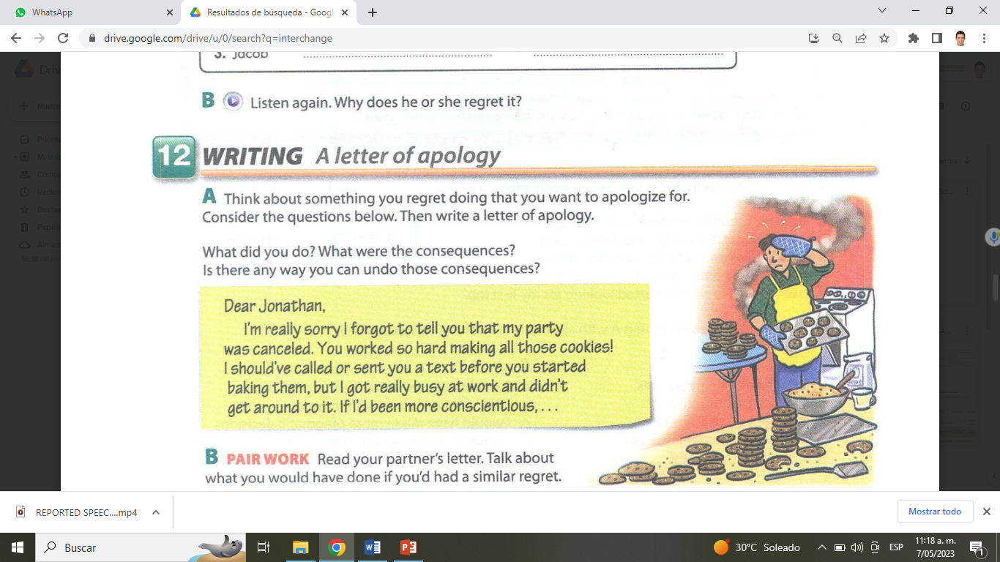 WhatsApp
Resultados de búsqueda - Goog
drive.google.com/drive/u/0/search?q=interchange
3. Jacob
B Listen again. Why does he or she regret it?
12 WRITING A letter of apology
A Think about something you regret doing that you want to apologize for.
Consider the questions below. Then write a letter of apology.
What did you do? What were the consequences?
Is there any way you can undo those consequences?
Dear Jonathan,
I'm really sorry I forgot to tell you that my party
was canceled. You worked so hard making all those cookies!
I should've called or sent you a text before you started
baking them, but I got really busy at work and didn't
get around to it. If I'd been more conscientious, . . .
B PAIR WORK Read your partner's letter. Talk about
what you would have done if you'd had a similar regret.
REPORTED SPEEC....mp4
Mostrar todo
Buscar
30°C Soleado
ESP
11:18 a. m.
7/05/2023
1